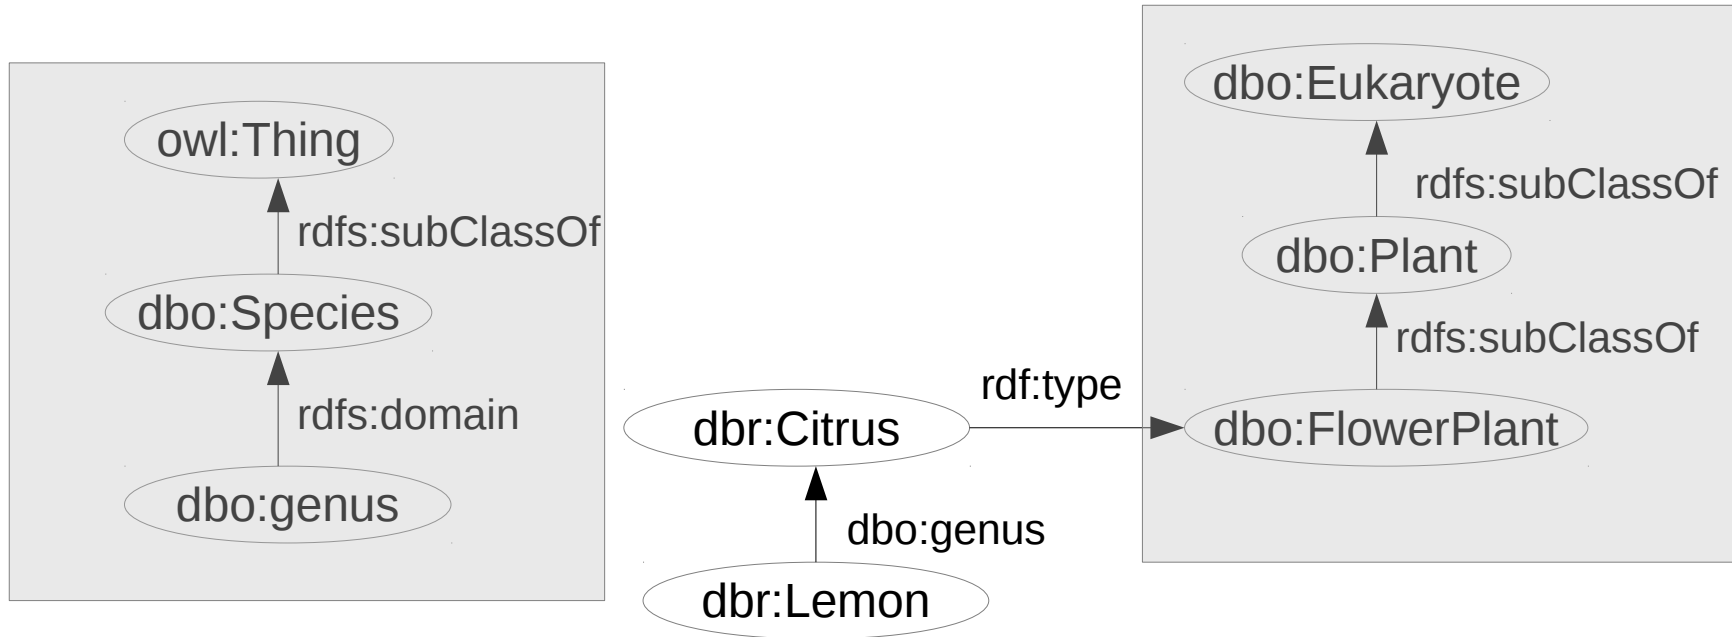 owl:Thing
rdfs:subClassOf
dbo:Species
rdfs:domain
dbo:genus
dbr:Citrus
rdf:type
dbo:genus
dbr:Lemon
dbo:Eukaryote
rdfs:subClassOf
dbo:Plant
rdfs:subClassOf
dbo:FlowerPlant